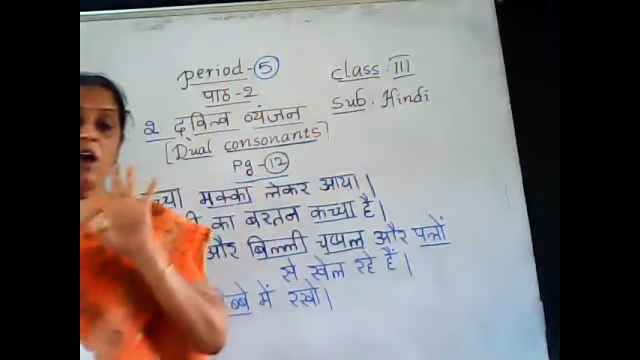 period - 5
class : III
पाठ - 2
Sub : Hindi
2 द्वित्व व्यंजन
[Dual consonants]
Pg - 12
मक्का लेकर आया।
का बरतन कच्चा है।
और बिल्ली चप्पल और पत्तों
से खेल रहे हैं।
में रखो।